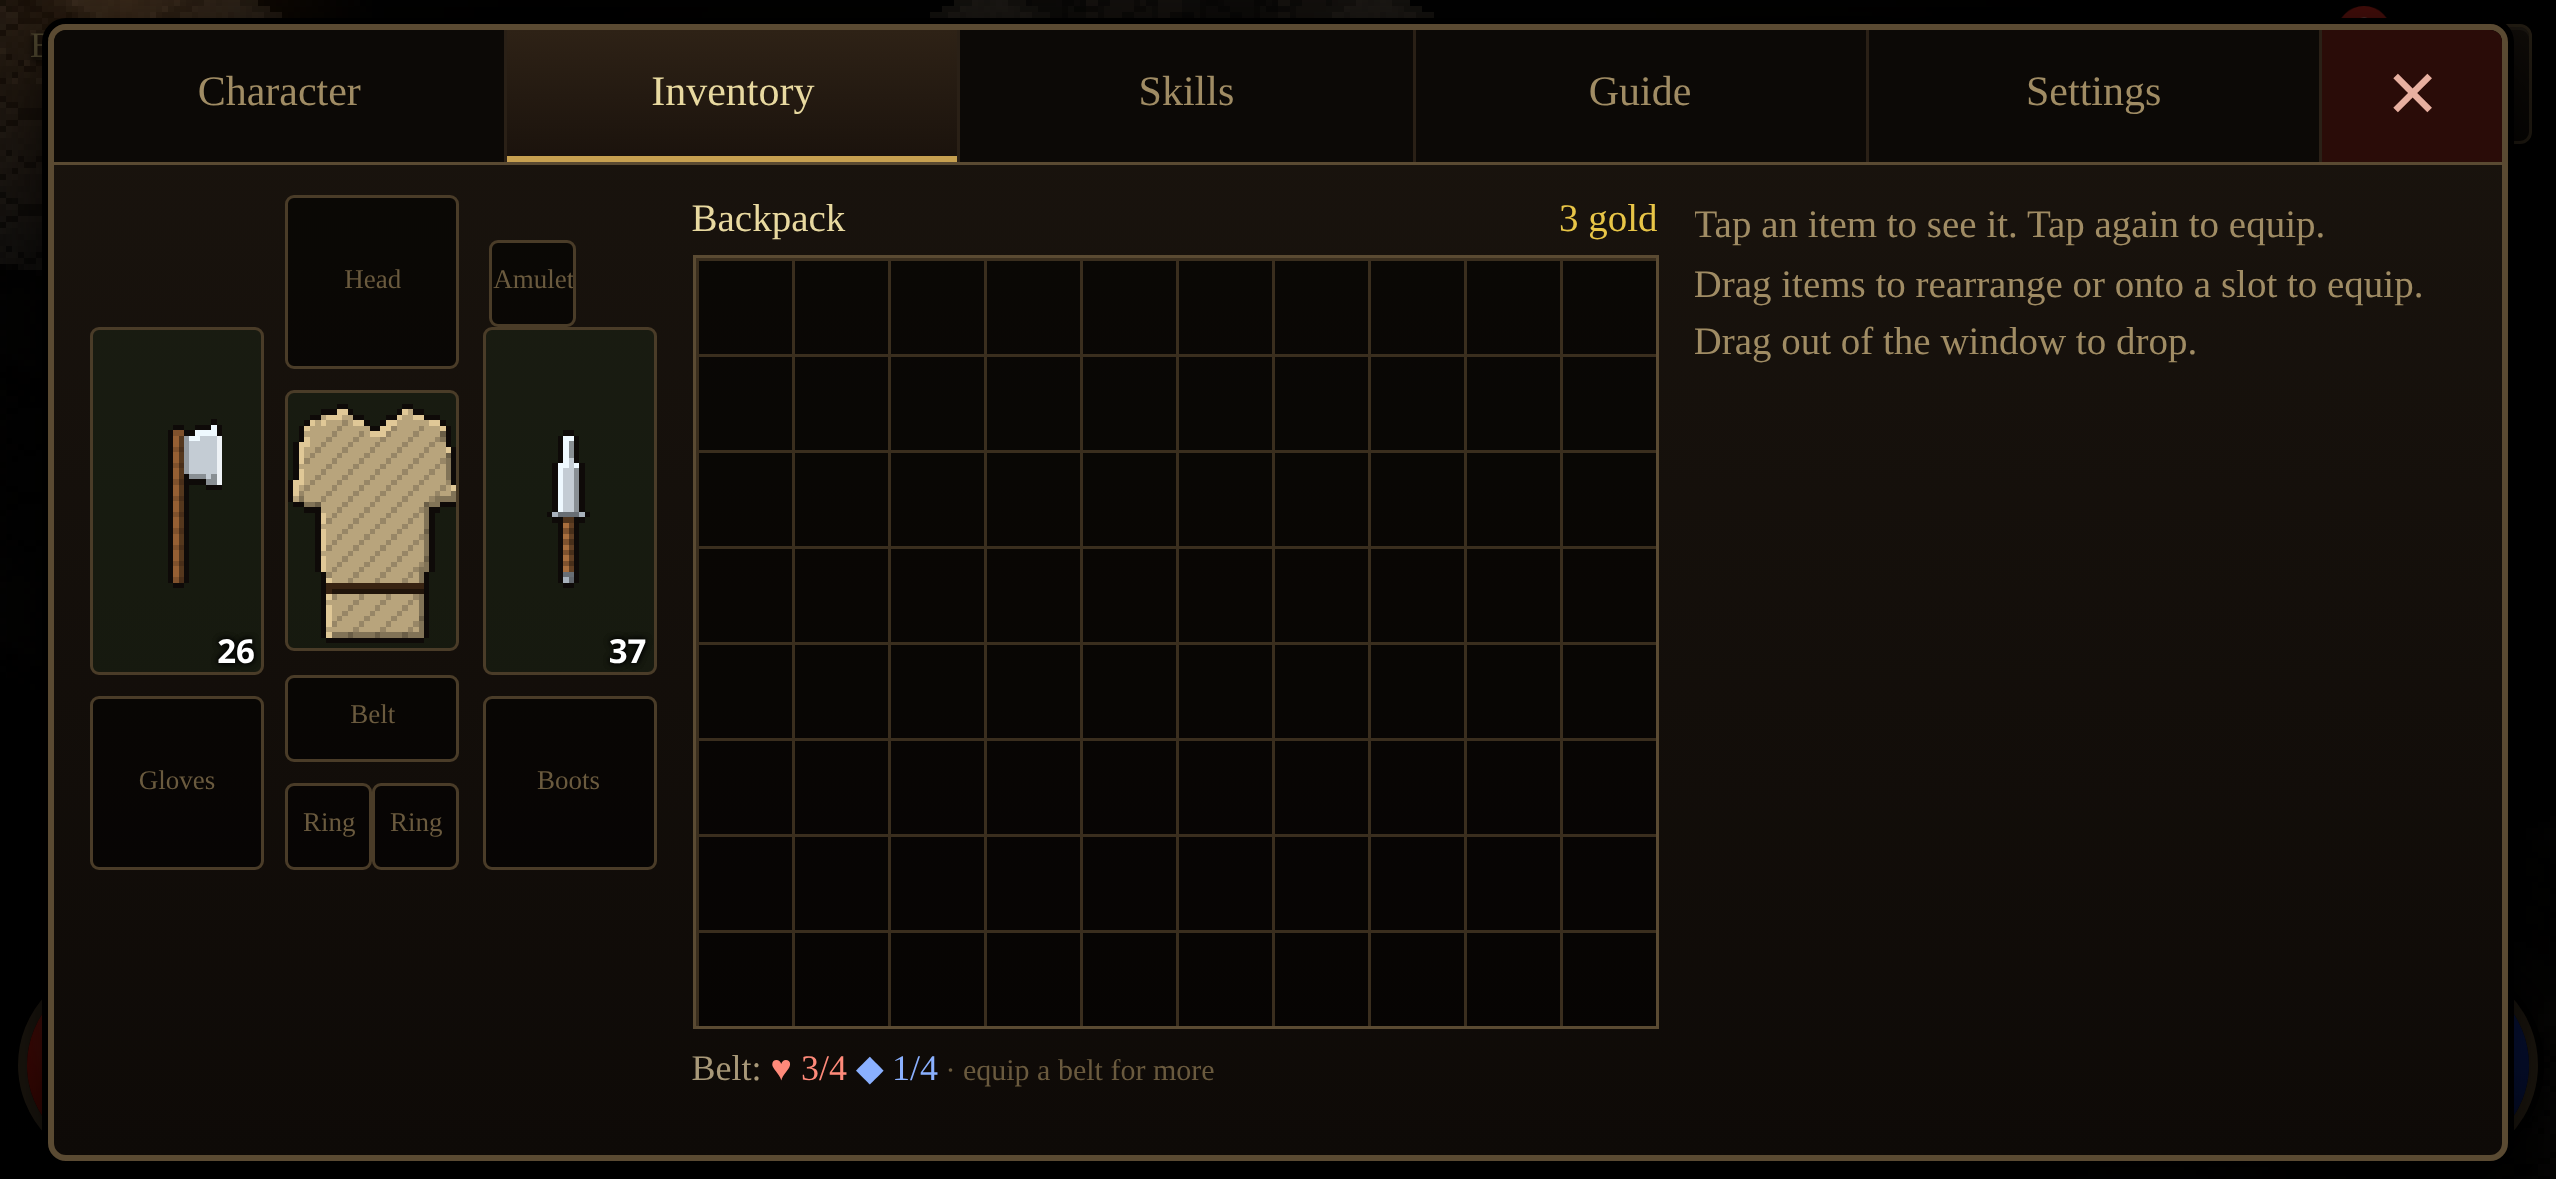 Character
Inventory
Skills
Guide
Settings
Head
Amulet
26
37
Belt
Gloves
Ring
Ring
Boots
Backpack
3 gold
Belt: ♥ 3/4 ◆ 1/4 · equip a belt for more
Tap an item to see it. Tap again to equip.
Drag items to rearrange or onto a slot to equip.
Drag out of the window to drop.